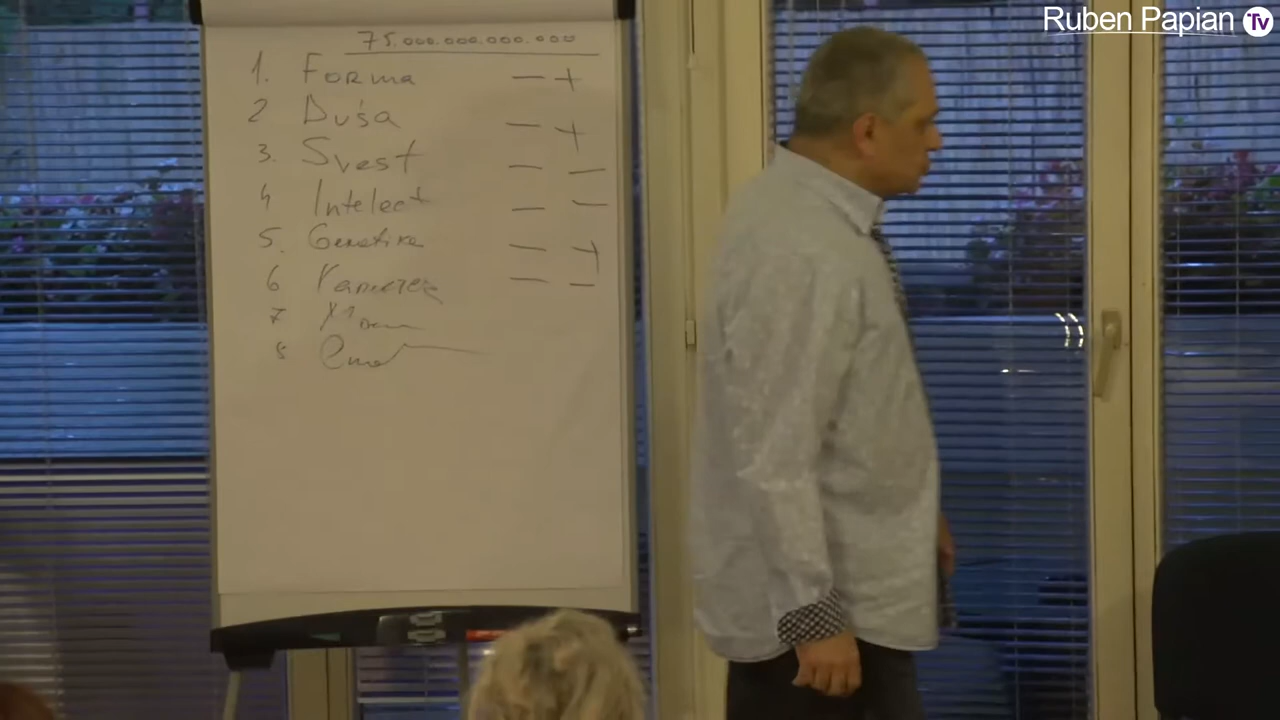 Ruben Papian Tv
75.000.000.000.000
1. Forma — +
2 Duša — +
3. Svest — —
4 Intelect — —
5. Genetika — +
6 — —
7
8